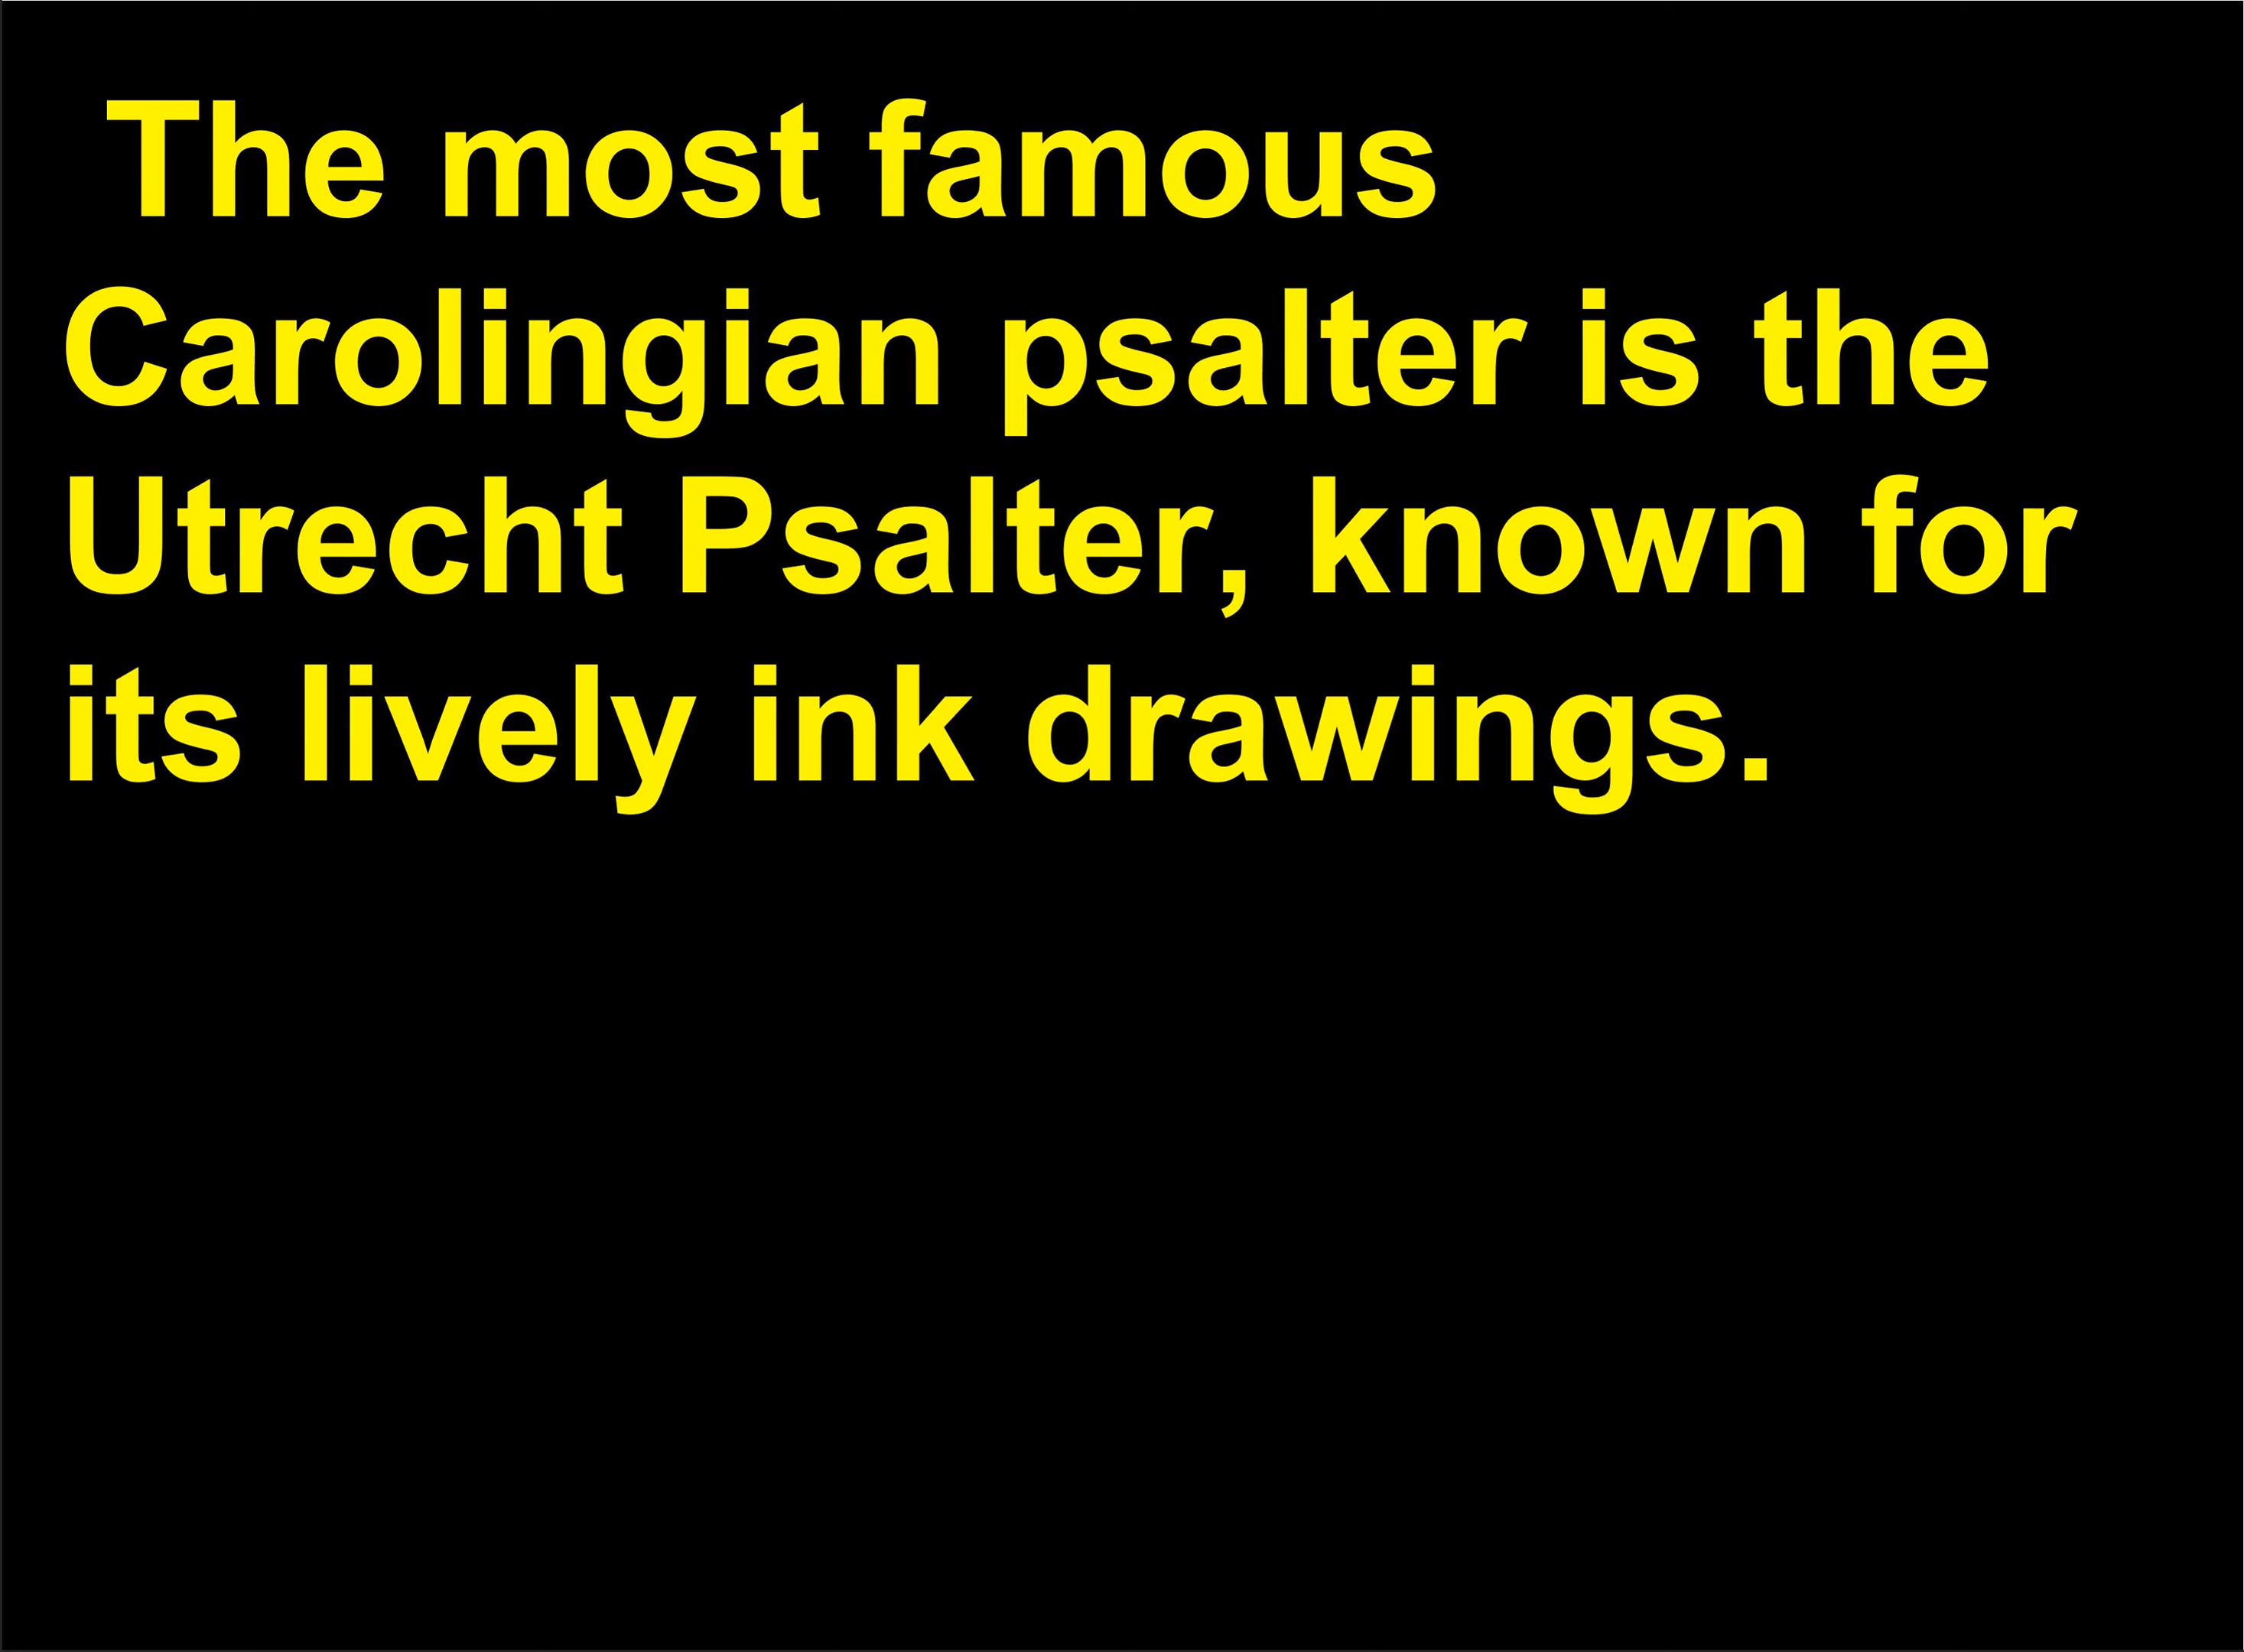 The most famous
Carolingian psalter is the
Utrecht Psalter, known for
its lively ink drawings.